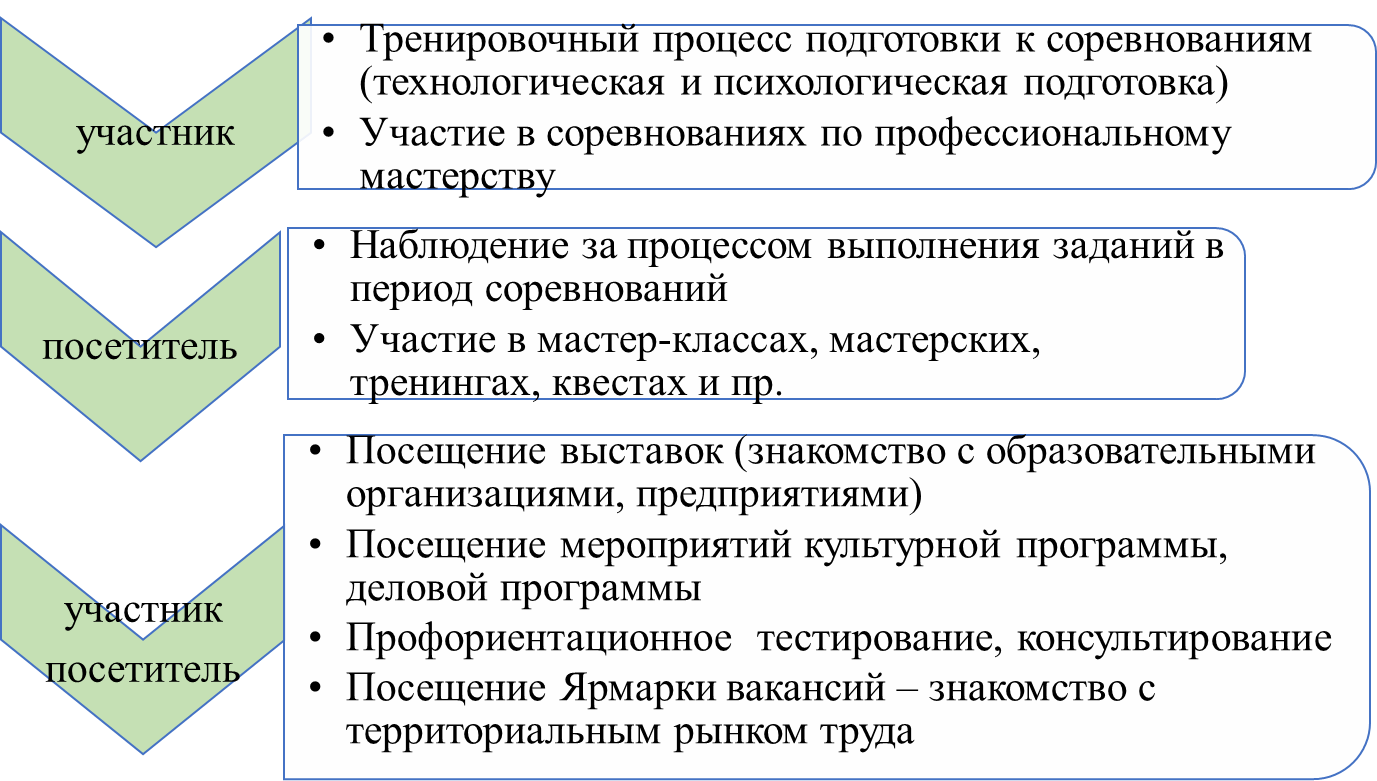 участник
• Тренировочный процесс подготовки к соревнованиям
(технологическая и психологическая подготовка)
• Участие в соревнованиях по профессиональному
мастерству
посетитель
• Наблюдение за процессом выполнения заданий в
период соревнований
• Участие в мастер-классах, мастерских,
тренингах, квестах и пр.
участник
посетитель
• Посещение выставок (знакомство с образовательными
организациями, предприятиями)
• Посещение мероприятий культурной программы,
деловой программы
• Профориентационное тестирование, консультирование
• Посещение Ярмарки вакансий – знакомство с
территориальным рынком труда